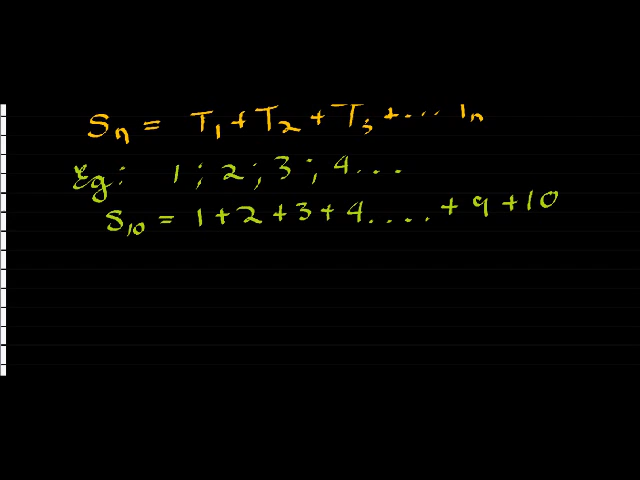 Sn = T1 + T2 + T3 + ... Tn
Eg: 1 ; 2 ; 3 ; 4 ...
S10 = 1 + 2 + 3 + 4 .... + 9 + 10